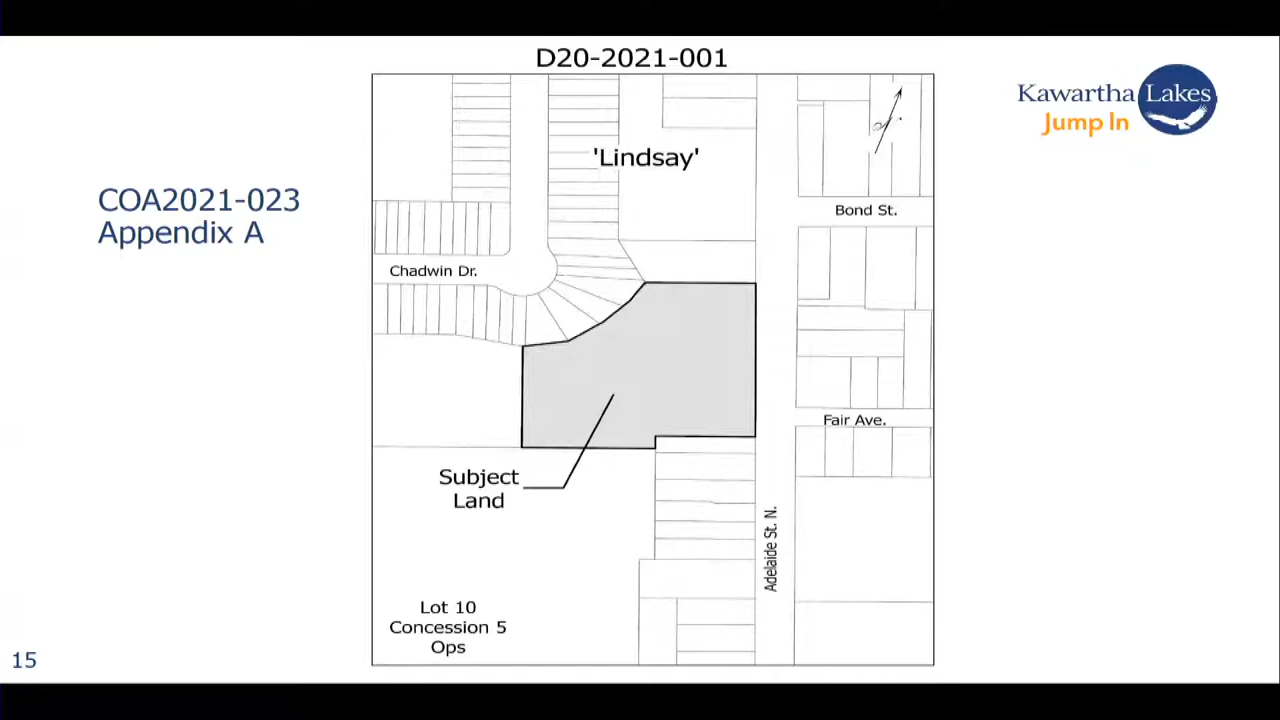 D20-2021-001
Kawartha Lakes
Jump In
COA2021-023
Appendix A
'Lindsay'
Bond St.
Chadwin Dr.
Fair Ave.
Subject
Land
Adelaide St. N.
Lot 10
Concession 5
Ops
15